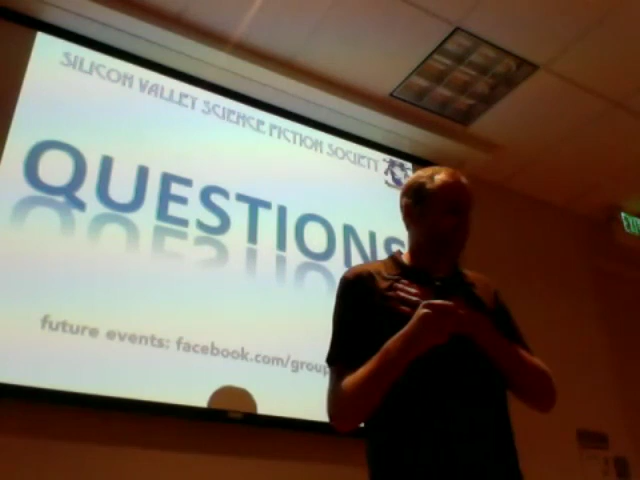 SILICON VALLEY SCIENCE FICTION SOCIETY
QUESTIONS
future events: facebook.com/group